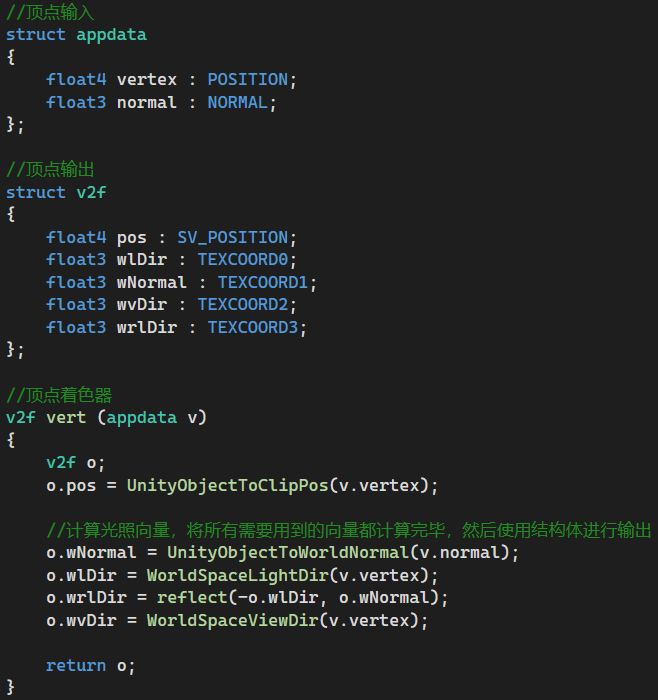 //顶点输入
struct appdata
{
    float4 vertex : POSITION;
    float3 normal : NORMAL;
};

//顶点输出
struct v2f
{
    float4 pos : SV_POSITION;
    float3 wlDir : TEXCOORD0;
    float3 wNormal : TEXCOORD1;
    float3 wvDir : TEXCOORD2;
    float3 wrlDir : TEXCOORD3;
};

//顶点着色器
v2f vert (appdata v)
{
    v2f o;
    o.pos = UnityObjectToClipPos(v.vertex);

    //计算光照向量，将所有需要用到的向量都计算完毕，然后使用结构体进行输出
    o.wNormal = UnityObjectToWorldNormal(v.normal);
    o.wlDir = WorldSpaceLightDir(v.vertex);
    o.wrlDir = reflect(-o.wlDir, o.wNormal);
    o.wvDir = WorldSpaceViewDir(v.vertex);

    return o;
}